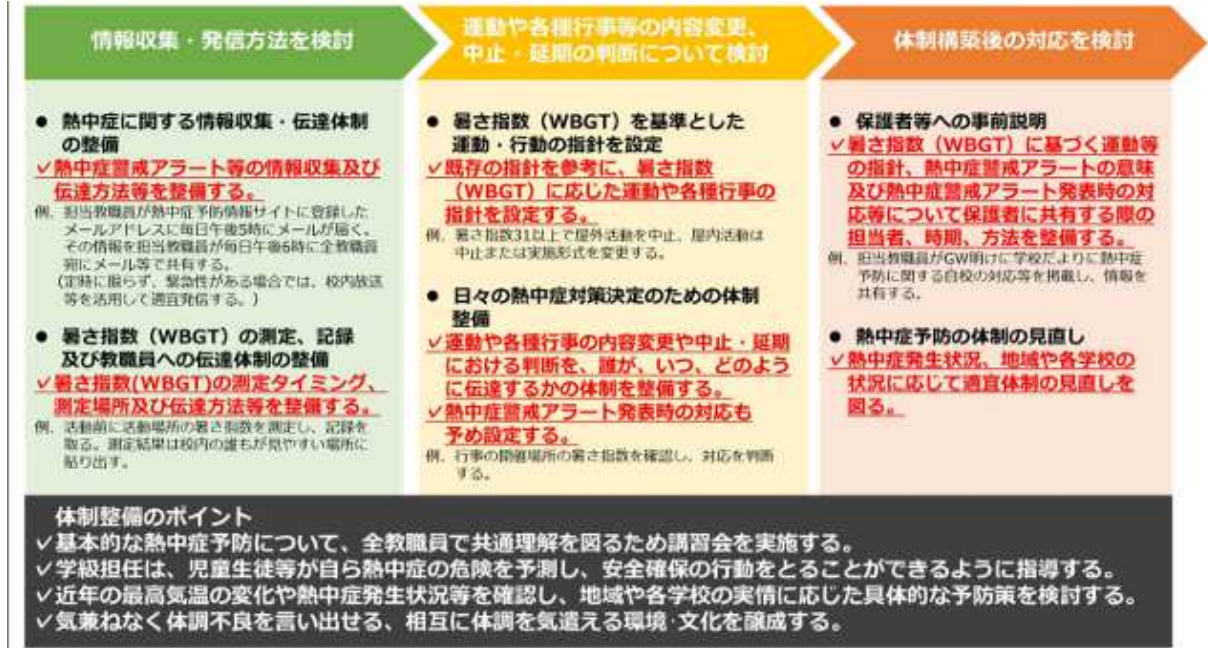 情報収集・発信方法を検討
運動や各種行事等の内容変更、
中止・延期の判断について検討
体制構築後の対応を検討
● 熱中症に関する情報収集・伝達体制
の整備
✓熱中症警戒アラート等の情報収集及び
伝達方法等を整備する。
例．担当教職員が熱中症予防情報サイトに登録した
メールアドレスに毎日午後5時にメールが届く。
その情報を担当教職員が毎日午後6時に全教職員
宛にメール等で共有する。
（定時に限らず、緊急性がある場合では、校内放送
等を活用して適宜発信する。）
● 暑さ指数（WBGT）の測定、記録
及び教職員への伝達体制の整備
✓暑さ指数(WBGT)の測定タイミング、
測定場所及び伝達方法等を整備する。
例．活動前に活動場所の暑さ指数を測定し、記録を
取る。測定結果は校内の誰もが見やすい場所に
貼り出す。
● 暑さ指数（WBGT）を基準とした
運動・行動の指針を設定
✓既存の指針を参考に、暑さ指数
（WBGT）に応じた運動や各種行事の
指針を設定する。
例．暑さ指数31以上で屋外活動を中止、屋内活動は
中止または実施形式を変更する。
● 日々の熱中症対策決定のための体制
整備
✓運動や各種行事の内容変更や中止・延期
における判断を、誰が、いつ、どのよう
に伝達するかの体制を整備する。
✓熱中症警戒アラート発表時の対応も
予め設定する。
例．行事の開催場所の暑さ指数を確認し、対応を判断
する。
● 保護者等への事前説明
✓暑さ指数（WBGT）に基づく運動等
の指針、熱中症警戒アラートの意味
及び熱中症警戒アラート発表時の対
応等について保護者に共有する際の
担当者、時期、方法を整備する。
例．担当教職員がGW明けに学校だよりに熱中症
予防に関する自校の対応等を掲載し、情報を
共有する。
● 熱中症予防の体制の見直し
✓熱中症発生状況、地域や各学校の
状況に応じて適宜体制の見直しを
図る。
体制整備のポイント
✓基本的な熱中症予防について、全教職員で共通理解を図るため講習会を実施する。
✓学級担任は、児童生徒等が自ら熱中症の危険を予測し、安全確保の行動をとることができるように指導する。
✓近年の最高気温の変化や熱中症発生状況等を確認し、地域や各学校の実情に応じた具体的な予防策を検討する。
✓気兼ねなく体調不良を言い出せる、相互に体調を気遣える環境・文化を醸成する。